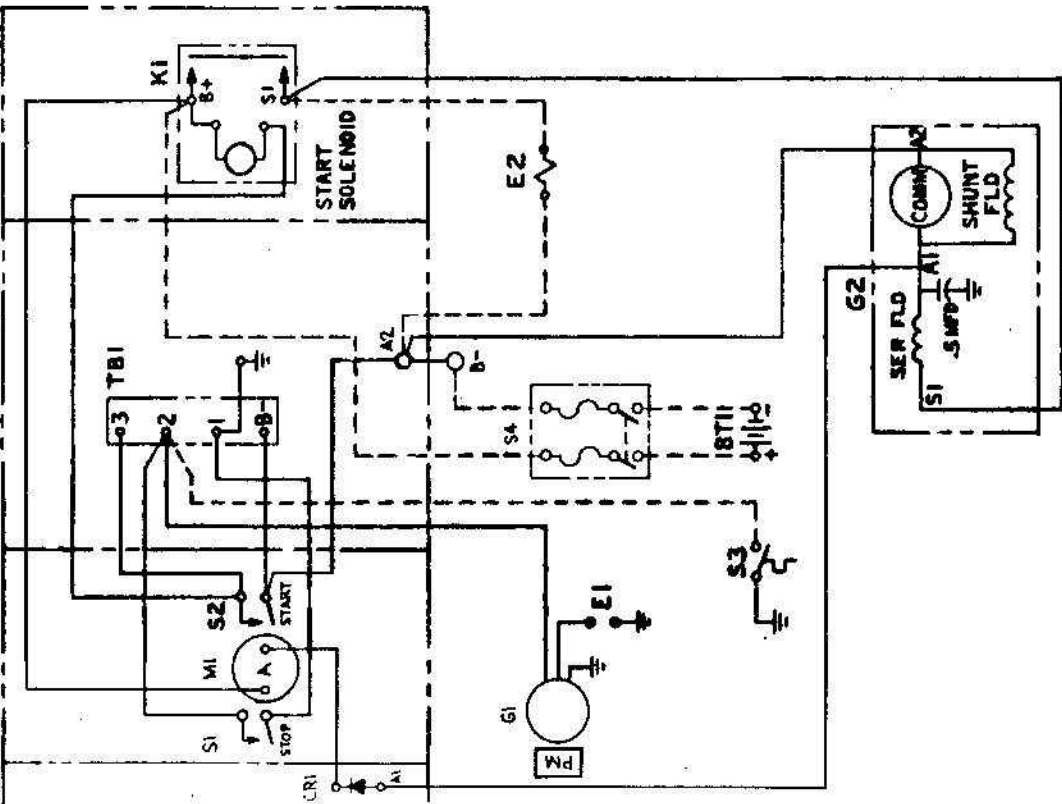 K1
B+
S1
START
SOLENOID
E2
TB1
3
2
1
B-
A2
B-
S4
BT1
+
-
S2
START
M1
A
S1
STOP
CR1
A1
G1
PM
E1
S3
G2
A2
COMM
SHUNT
FLD
A1
SER FLD
.5 MFD
S1